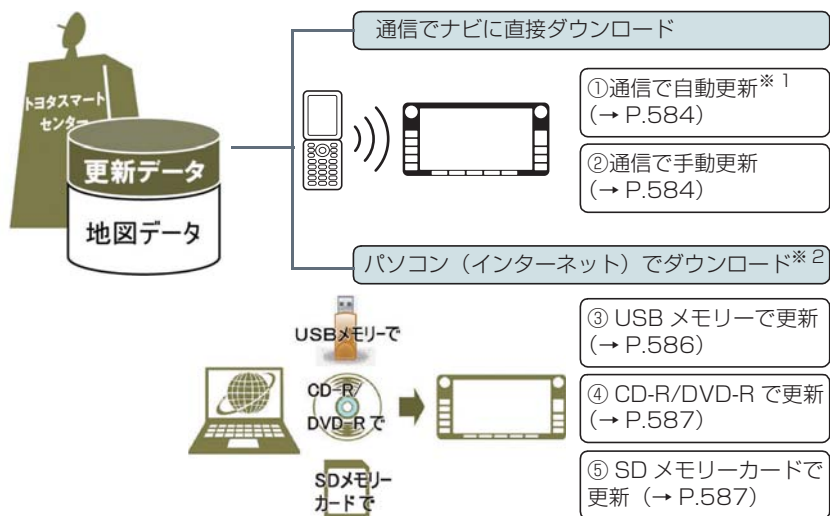 通信でナビに直接ダウンロード
トヨタスマート
センター
更新データ
地図データ
①通信で自動更新※1
(→ P.584)
②通信で手動更新
(→ P.584)
パソコン（インターネット）でダウンロード※2
USBメモリーで
CD-R/
DVD-Rで
SDメモリー
カードで
③ USB メモリーで更新
(→ P.586)
④ CD-R/DVD-R で更新
(→ P.587)
⑤ SD メモリーカードで
更新（→ P.587）